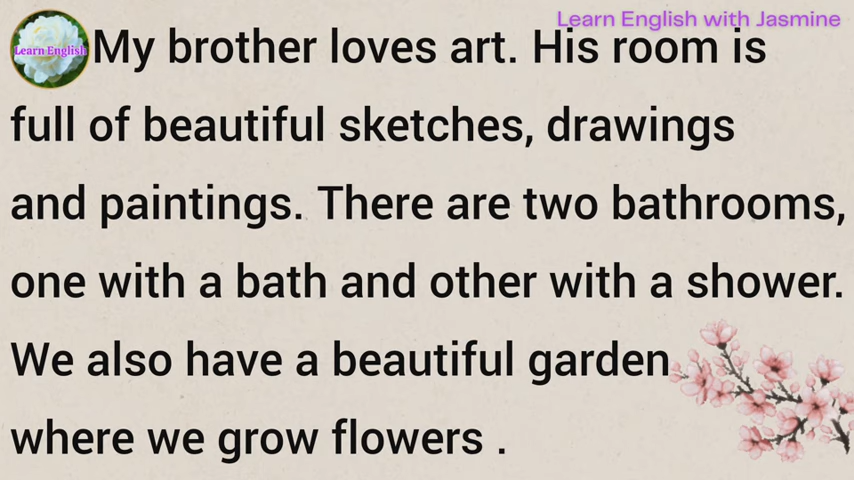 Learn English with Jasmine
Learn English
My brother loves art. His room is
full of beautiful sketches, drawings
and paintings. There are two bathrooms,
one with a bath and other with a shower.
We also have a beautiful garden
where we grow flowers .